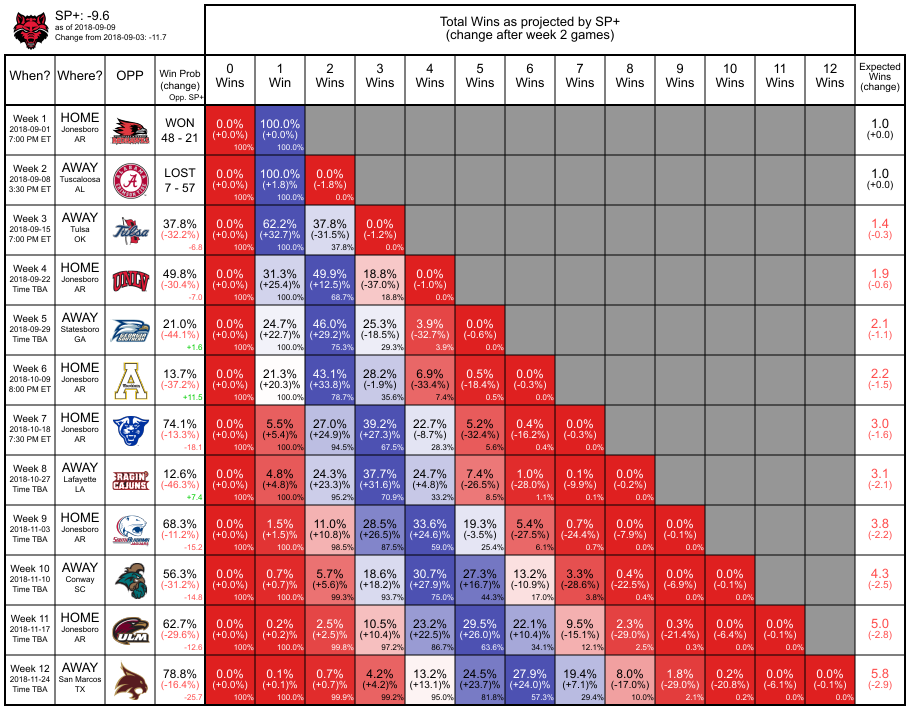 SP+: -9.6
as of 2018-09-09
Change from 2018-09-03: -11.7
Total Wins as projected by SP+
(change after week 2 games)
When? Where? OPP Win Prob (change) Opp. SP+ 0 Wins 1 Win 2 Wins 3 Wins 4 Wins 5 Wins 6 Wins 7 Wins 8 Wins 9 Wins 10 Wins 11 Wins 12 Wins Expected Wins (change)
Week 1 HOME WON 0.0% 100.0% 1.0
2018-09-01 Jonesboro 48 - 21 (+0.0%) (+0.0%) (+0.0)
7:00 PM ET AR 100% 100.0%
Week 2 AWAY LOST 0.0% 100.0% 0.0% 1.0
2018-09-08 Tuscaloosa 7 - 57 (+0.0%) (+1.8)% (-1.8%) (+0.0)
3:30 PM ET AL 100% 100.0% 0.0%
Week 3 AWAY Tulsa 37.8% 0.0% 62.2% 37.8% 0.0% 1.4
2018-09-15 Tulsa (-32.2%) (+0.0%) (+32.7)% (-31.5%) (-1.2%) (-0.3)
7:00 PM ET OK -6.8 100% 100.0% 37.8% 0.0%
Week 4 HOME UNLV 49.8% 0.0% 31.3% 49.9% 18.8% 0.0% 1.9
2018-09-22 Jonesboro (-30.4%) (+0.0%) (+25.4)% (+12.5)% (-37.0%) (-1.0%) (-0.6)
Time TBA AR -7.0 100% 100.0% 68.7% 18.8% 0.0%
Week 5 AWAY 21.0% 0.0% 24.7% 46.0% 25.3% 3.9% 0.0% 2.1
2018-09-29 Statesboro (-44.1%) (+0.0%) (+22.7)% (+29.2)% (-18.5%) (-32.7%) (-0.6%) (-1.1)
Time TBA GA +1.6 100% 100.0% 75.3% 29.3% 3.9% 0.0%
Week 6 HOME A 13.7% 0.0% 21.3% 43.1% 28.2% 6.9% 0.5% 0.0% 2.2
2018-10-09 Jonesboro (-37.2%) (+0.0%) (+20.3)% (+33.8)% (-1.9%) (-33.4%) (-18.4%) (-0.3%) (-1.5)
8:00 PM ET AR +11.5 100% 100.0% 78.7% 35.6% 7.4% 0.5% 0.0%
Week 7 HOME 74.1% 0.0% 5.5% 27.0% 39.2% 22.7% 5.2% 0.4% 0.0% 3.0
2018-10-18 Jonesboro (-13.3%) (+0.0%) (+5.4)% (+24.9)% (+27.3)% (-8.7%) (-32.4%) (-16.2%) (-0.3%) (-1.6)
7:30 PM ET AR -18.1 100% 100.0% 94.5% 67.5% 28.3% 5.6% 0.4% 0.0%
Week 8 AWAY RAGIN' CAJUNS 12.6% 0.0% 4.8% 24.3% 37.7% 24.7% 7.4% 1.0% 0.1% 0.0% 3.1
2018-10-27 Lafayette (-46.3%) (+0.0%) (+4.8)% (+23.3)% (+31.6)% (+4.8)% (-26.5%) (-28.0%) (-9.9%) (-0.2%) (-2.1)
Time TBA LA +7.4 100% 100.0% 95.2% 70.9% 33.2% 8.5% 1.1% 0.1% 0.0%
Week 9 HOME 68.3% 0.0% 1.5% 11.0% 28.5% 33.6% 19.3% 5.4% 0.7% 0.0% 0.0% 3.8
2018-11-03 Jonesboro (-11.2%) (+0.0%) (+1.5)% (+10.8)% (+26.5)% (+24.6)% (-3.5%) (-27.5%) (-24.4%) (-7.9%) (-0.1%) (-2.2)
Time TBA AR -15.2 100% 100.0% 98.5% 87.5% 59.0% 25.4% 6.1% 0.7% 0.0% 0.0%
Week 10 AWAY 56.3% 0.0% 0.7% 5.7% 18.6% 30.7% 27.3% 13.2% 3.3% 0.4% 0.0% 0.0% 4.3
2018-11-10 Conway (-31.2%) (+0.0%) (+0.7)% (+5.6)% (+18.2)% (+27.9)% (+16.7)% (-10.9%) (-28.6%) (-22.5%) (-6.9%) (-0.1%) (-2.5)
Time TBA SC -14.8 100% 100.0% 99.3% 93.7% 75.0% 44.3% 17.0% 3.8% 0.4% 0.0% 0.0%
Week 11 HOME ULM 62.7% 0.0% 0.2% 2.5% 10.5% 23.2% 29.5% 22.1% 9.5% 2.3% 0.3% 0.0% 0.0% 5.0
2018-11-17 Jonesboro (-29.6%) (+0.0%) (+0.2)% (+2.5)% (+10.4)% (+22.5)% (+26.0)% (+10.4)% (-15.1%) (-29.0%) (-21.4%) (-6.4%) (-0.1%) (-2.8)
Time TBA AR -12.6 100% 100.0% 99.8% 97.2% 86.7% 63.6% 34.1% 12.1% 2.5% 0.3% 0.0% 0.0%
Week 12 AWAY 78.8% 0.0% 0.1% 0.7% 4.2% 13.2% 24.5% 27.9% 19.4% 8.0% 1.8% 0.2% 0.0% 0.0% 5.8
2018-11-24 San Marcos (-16.4%) (+0.0%) (+0.1)% (+0.7)% (+4.2)% (+13.1)% (+23.7)% (+24.0)% (+7.1)% (-17.0%) (-29.0%) (-20.8%) (-6.1%) (-0.1%) (-2.9)
Time TBA TX -25.7 100% 100.0% 99.9% 99.2% 95.0% 81.8% 57.3% 29.4% 10.0% 2.1% 0.2% 0.0% 0.0%